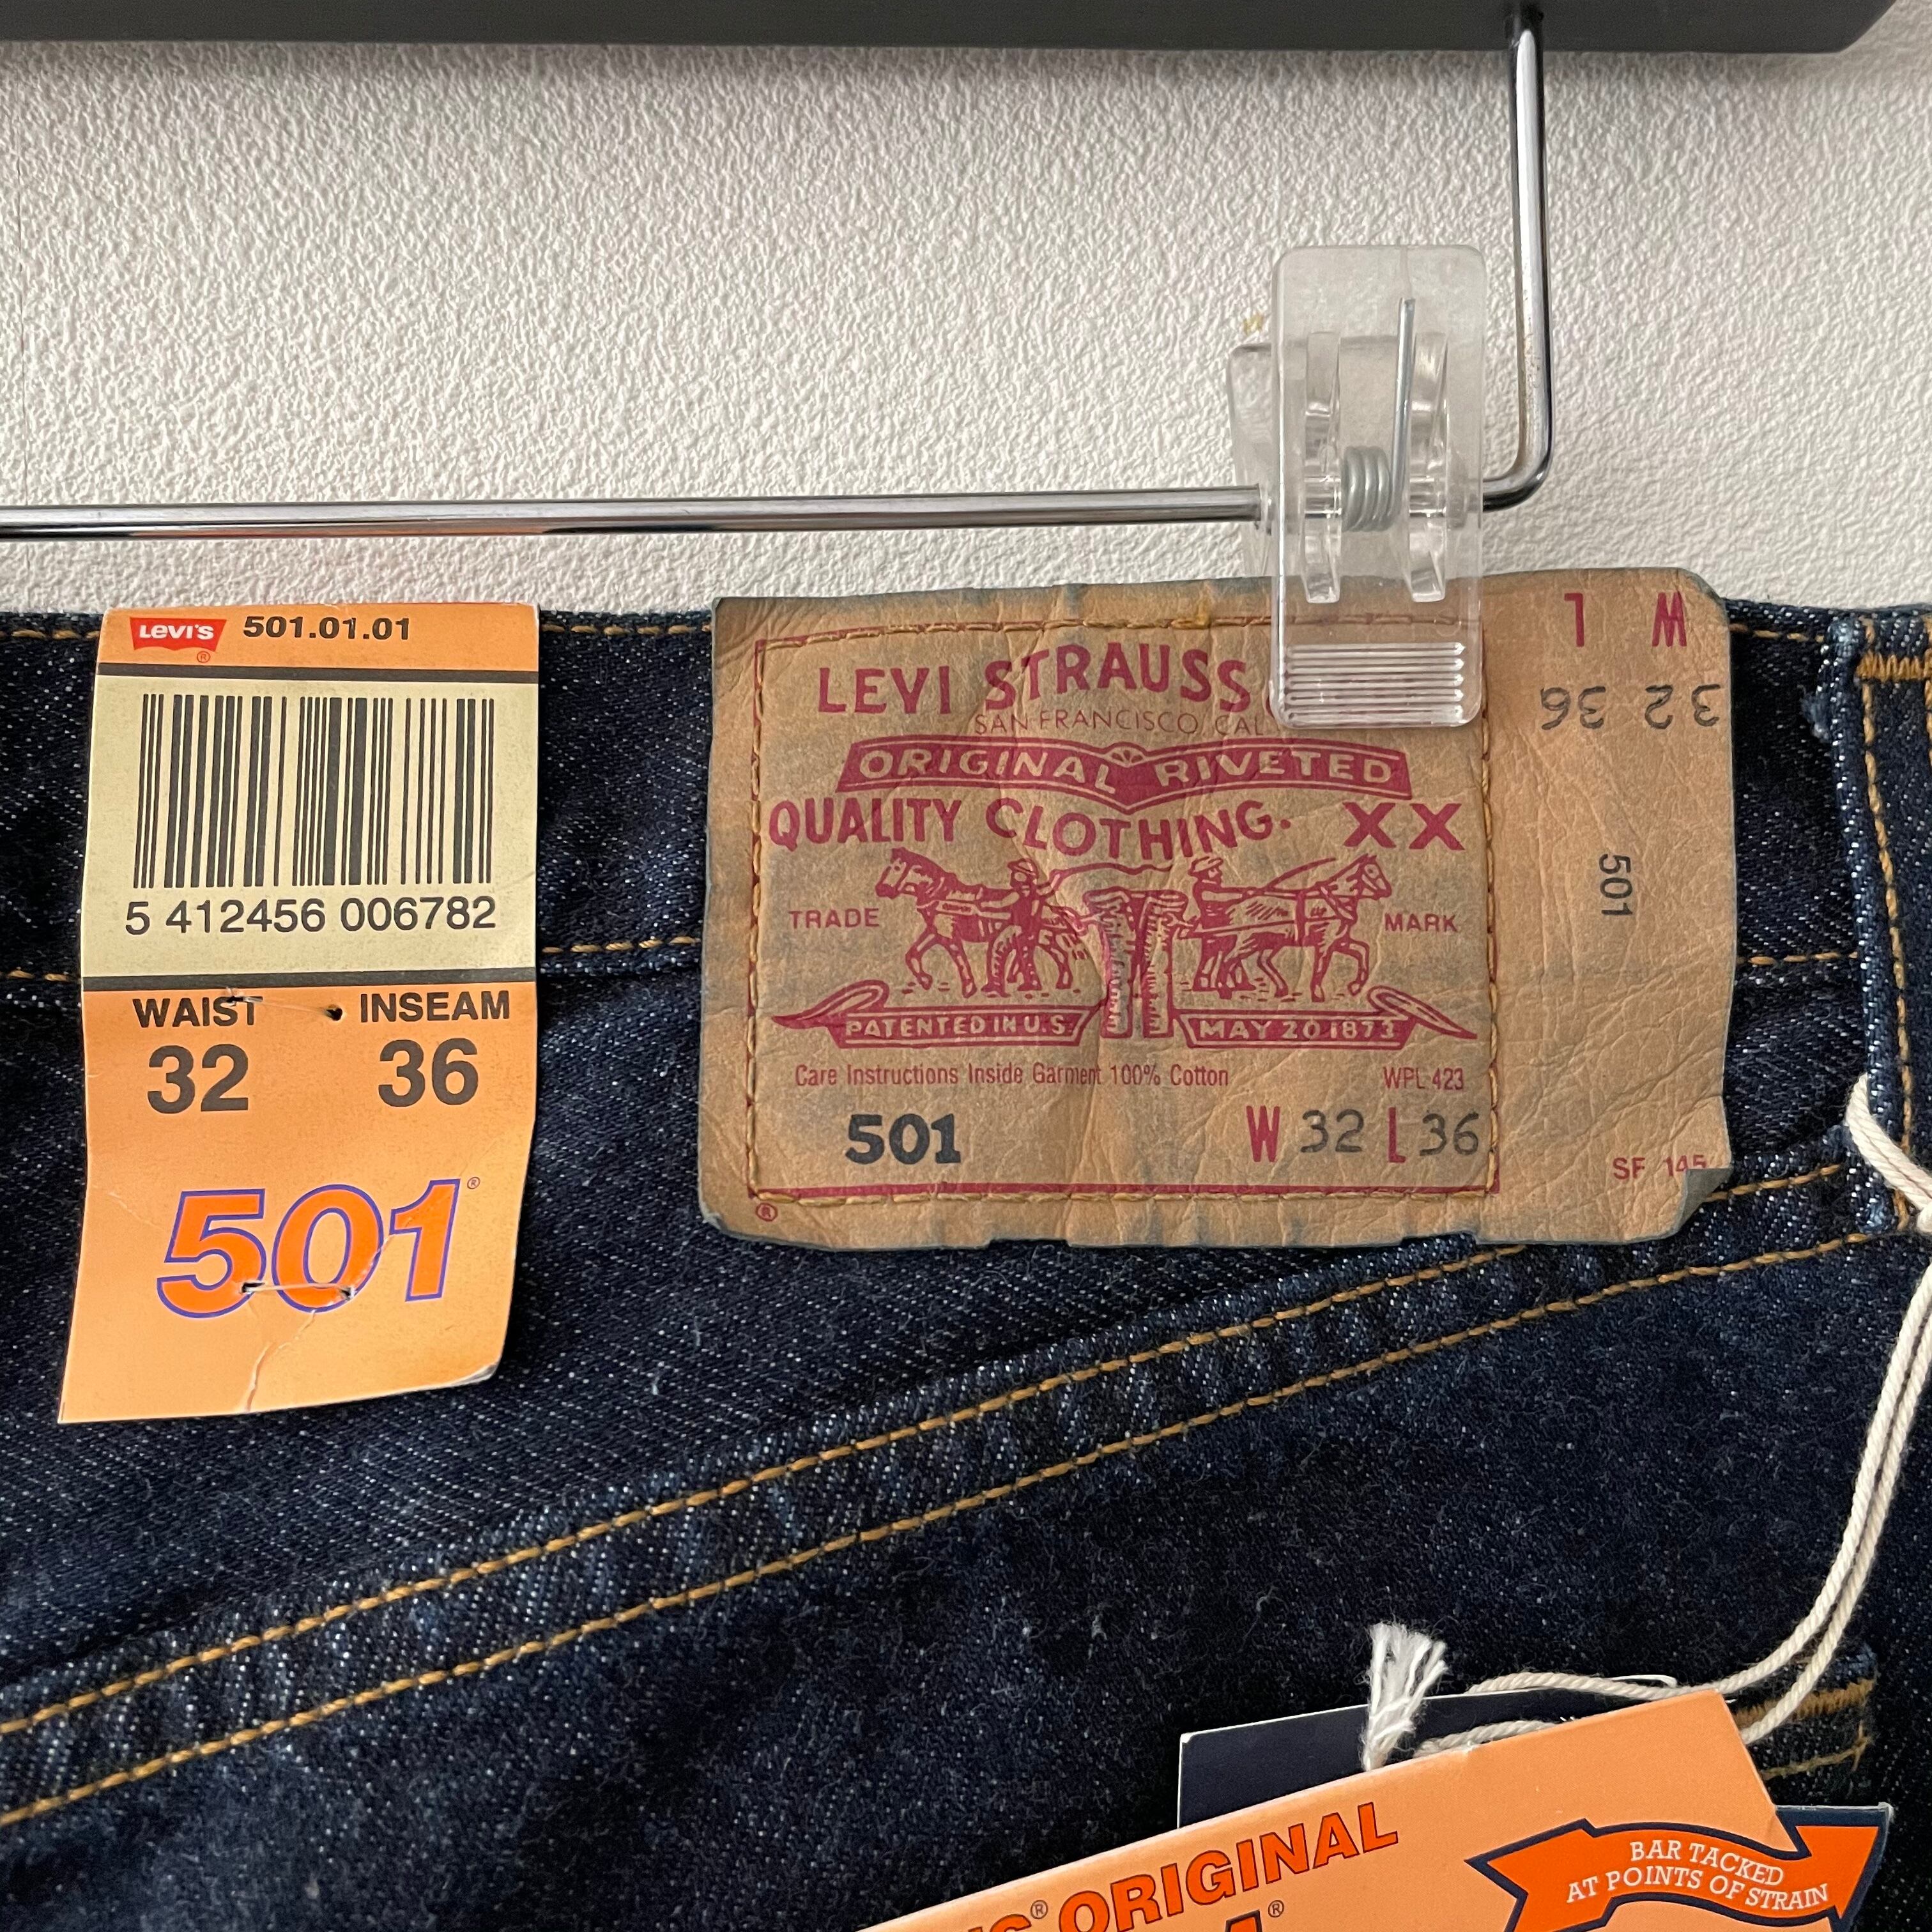 LEVI'S 501.01.01
®
5 412456 006782
WAIST INSEAM
32 36
501®
LEVI STRAUSS
SAN FRANCISCO, CAL
ORIGINAL RIVETED
QUALITY CLOTHING. XX
TRADE MARK
PATENTED IN U.S. MAY 20 1873
Care Instructions Inside Garment 100% Cotton WPL 423
501 W 32 L 36
®
W L
32 36
501
SF 145
® ORIGINAL
®
BAR TACKED
AT POINTS OF STRAIN